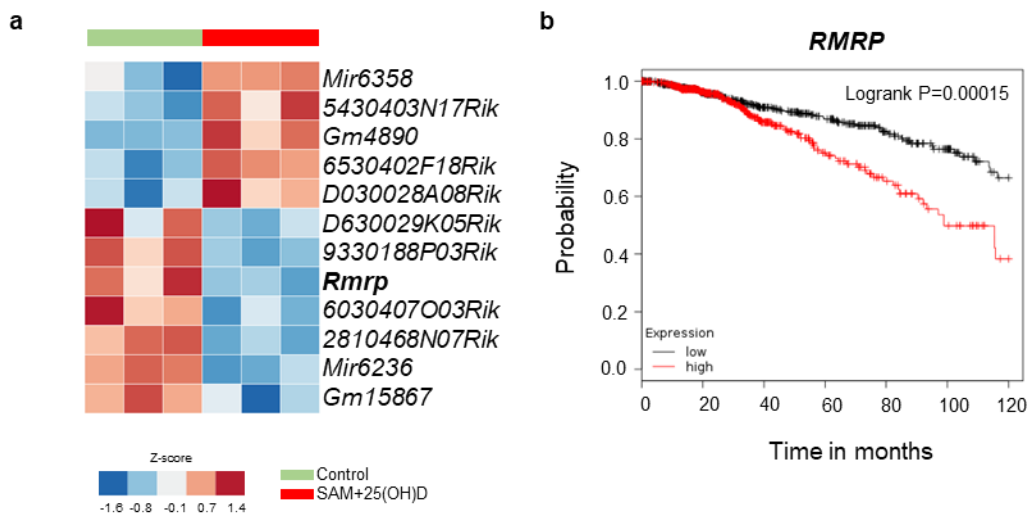 a
Mir6358
5430403N17Rik
Gm4890
6530402F18Rik
D030028A08Rik
D630029K05Rik
9330188P03Rik
Rmrp
6030407O03Rik
2810468N07Rik
Mir6236
Gm15867
Z-score
-1.6 -0.8 -0.1 0.7 1.4
Control
SAM+25(OH)D
b
RMRP
Logrank P=0.00015
Probability
1.0
0.8
0.6
0.4
0.2
0.0
Expression
low
high
0 20 40 60 80 100 120
Time in months